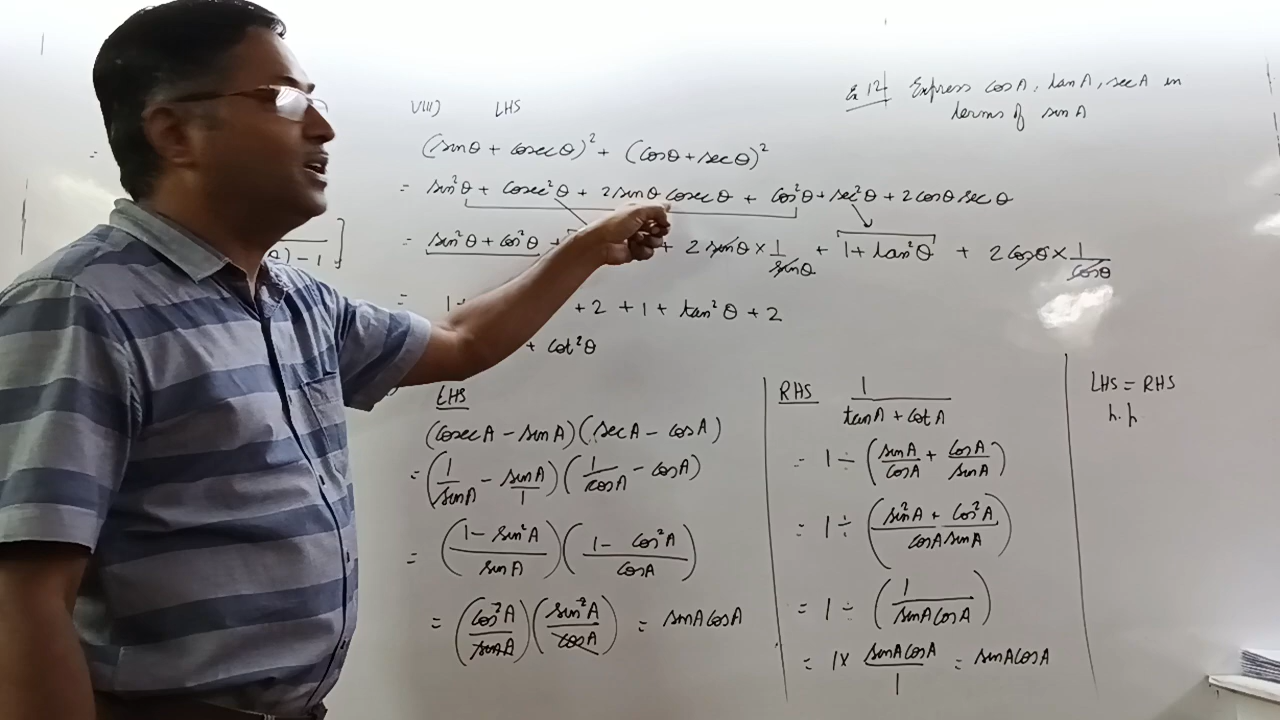 Ex 12 Express cosA, tanA, secA in
terms of sinA
VIII) LHS
(sinθ + cosecθ)² + (cosθ + secθ)²
= sin²θ + cosec²θ + 2sinθ cosecθ + cos²θ + sec²θ + 2cosθ secθ
= sin²θ + cos²θ + 2 sinθ × 1/sinθ + 1 + tan²θ + 2 cosθ × 1/cosθ
θ) - 1
= 1 + + 2 + 1 + tan²θ + 2
+ cot²θ
LHS
(cosecA - sinA)(secA - cosA)
= (1/sinA - sinA/1)(1/cosA - cosA)
= ((1 - sin²A)/sinA)((1 - cos²A)/cosA)
= (cos²A/sinA)(sin²A/cosA) = sinA cosA
RHS 1/(tanA + cotA)
= 1 ÷ (sinA/cosA + cosA/sinA)
= 1 ÷ ((sin²A + cos²A)/cosA sinA)
= 1 ÷ (1/sinA cosA)
= 1 × sinA cosA/1 = sinA cosA
LHS = RHS
h.p